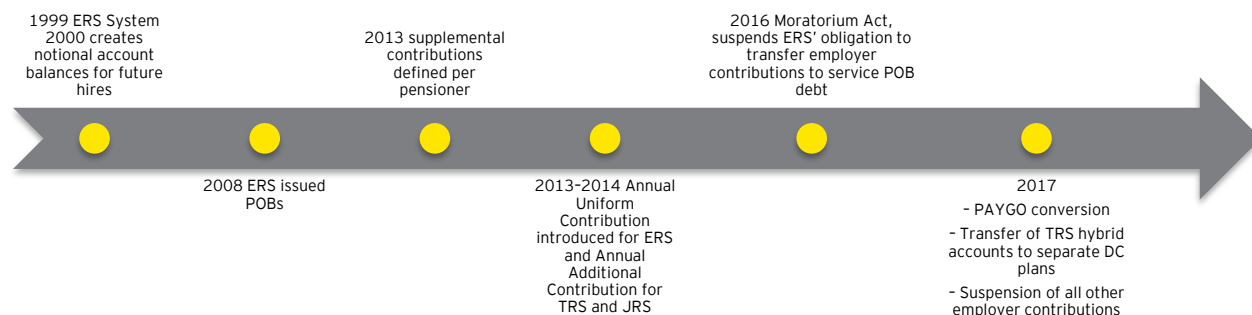 1999 ERS System
2000 creates
notional account
balances for future
hires
2008 ERS issued
POBs
2013 supplemental
contributions
defined per
pensioner
2013-2014 Annual
Uniform
Contribution
introduced for ERS
and Annual
Additional
Contribution for
TRS and JRS
2016 Moratorium Act,
suspends ERS' obligation to
transfer employer
contributions to service POB
debt
2017
– PAYGO conversion
– Transfer of TRS hybrid
accounts to separate DC
plans
– Suspension of all other
employer contributions